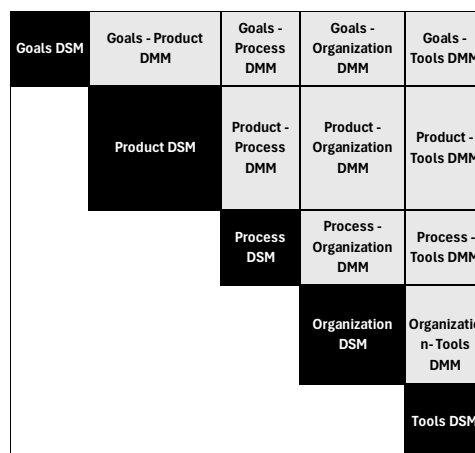 Goals DSM
Goals - Product
DMM
Goals -
Process
DMM
Goals -
Organization
DMM
Goals -
Tools DMM
Product DSM
Product -
Process
DMM
Product -
Organization
DMM
Product -
Tools DMM
Process
DSM
Process -
Organization
DMM
Process -
Tools DMM
Organization
DSM
Organizatio
n- Tools
DMM
Tools DSM